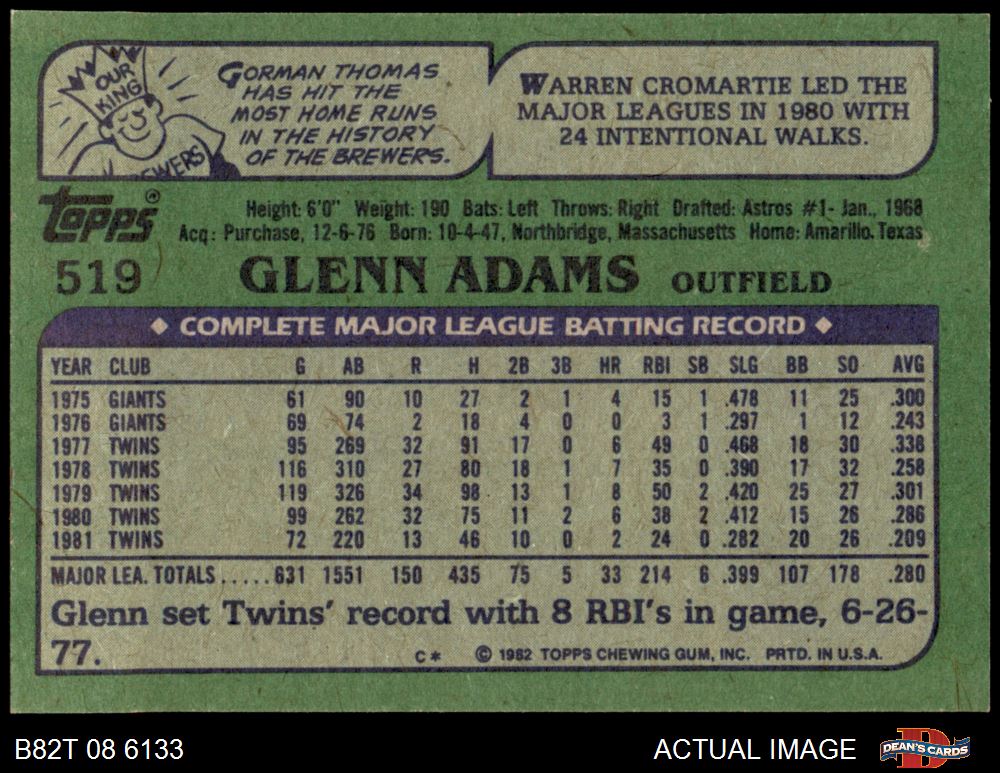 OUR
KING
BREWERS
GORMAN THOMAS
HAS HIT THE
MOST HOME RUNS
IN THE HISTORY
OF THE BREWERS.
WARREN CROMARTIE LED THE
MAJOR LEAGUES IN 1980 WITH
24 INTENTIONAL WALKS.
topps®
Height: 6'0" Weight: 190 Bats: Left Throws: Right Drafted: Astros #1- Jan., 1968
Acq: Purchase, 12-6-76 Born: 10-4-47, Northbridge, Massachusetts Home: Amarillo, Texas
519 GLENN ADAMS OUTFIELD
◆ COMPLETE MAJOR LEAGUE BATTING RECORD ◆
YEAR CLUB G AB R H 2B 3B HR RBI SB SLG BB SO AVG
1975 GIANTS 61 90 10 27 2 1 4 15 1 .478 11 25 .300
1976 GIANTS 69 74 2 18 4 0 0 3 1 .297 1 12 .243
1977 TWINS 95 269 32 91 17 0 6 49 0 .468 18 30 .338
1978 TWINS 116 310 27 80 18 1 7 35 0 .390 17 32 .258
1979 TWINS 119 326 34 98 13 1 8 50 2 .420 25 27 .301
1980 TWINS 99 262 32 75 11 2 6 38 2 .412 15 26 .286
1981 TWINS 72 220 13 46 10 0 2 24 0 .282 20 26 .209
MAJOR LEA. TOTALS.....631 1551 150 435 75 5 33 214 6 .399 107 178 .280
Glenn set Twins' record with 8 RBI's in game, 6-26-
77.
C* © 1982 TOPPS CHEWING GUM, INC. PRTD. IN U.S.A.
B82T 08 6133 ACTUAL IMAGE DEAN'S CARDS